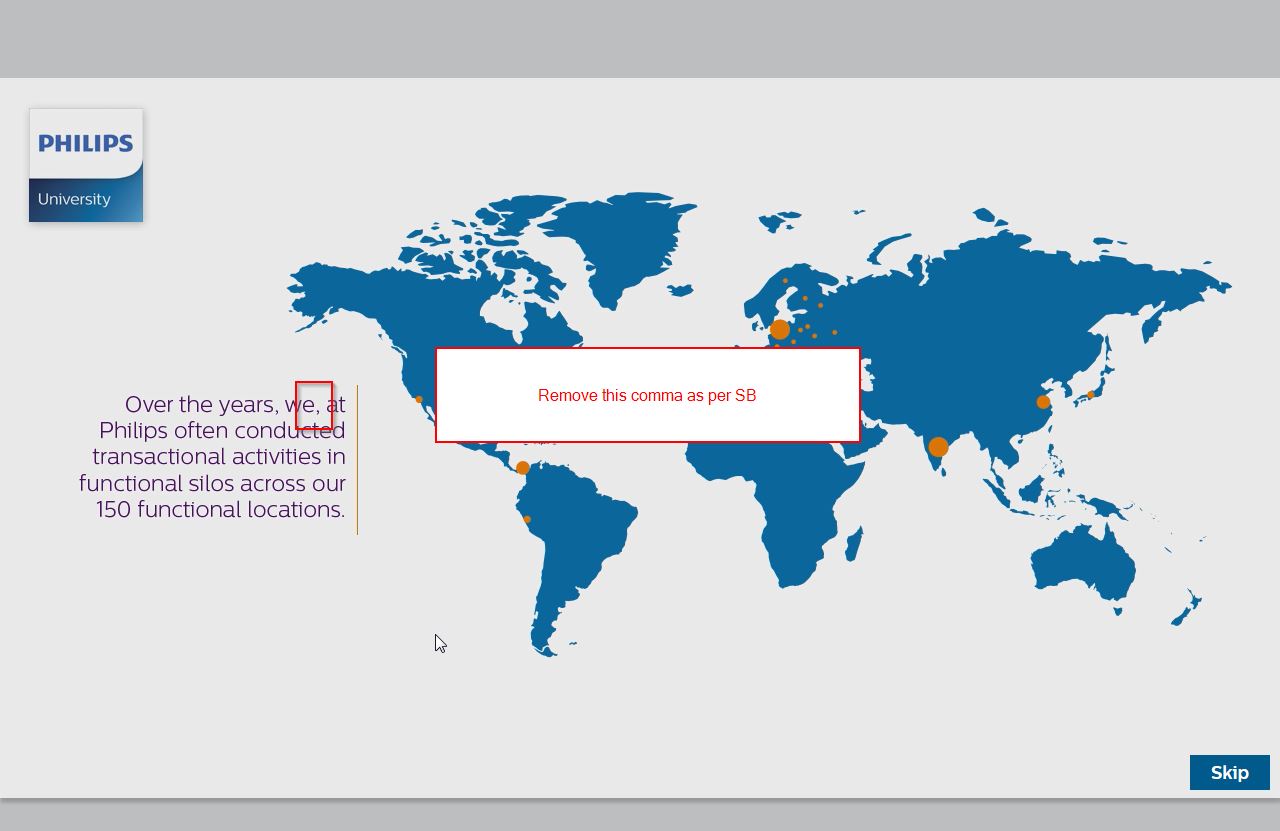 PHILIPS
University
Over the years, we, at
Philips often conducted
transactional activities in
functional silos across our
150 functional locations.
Remove this comma as per SB
Skip